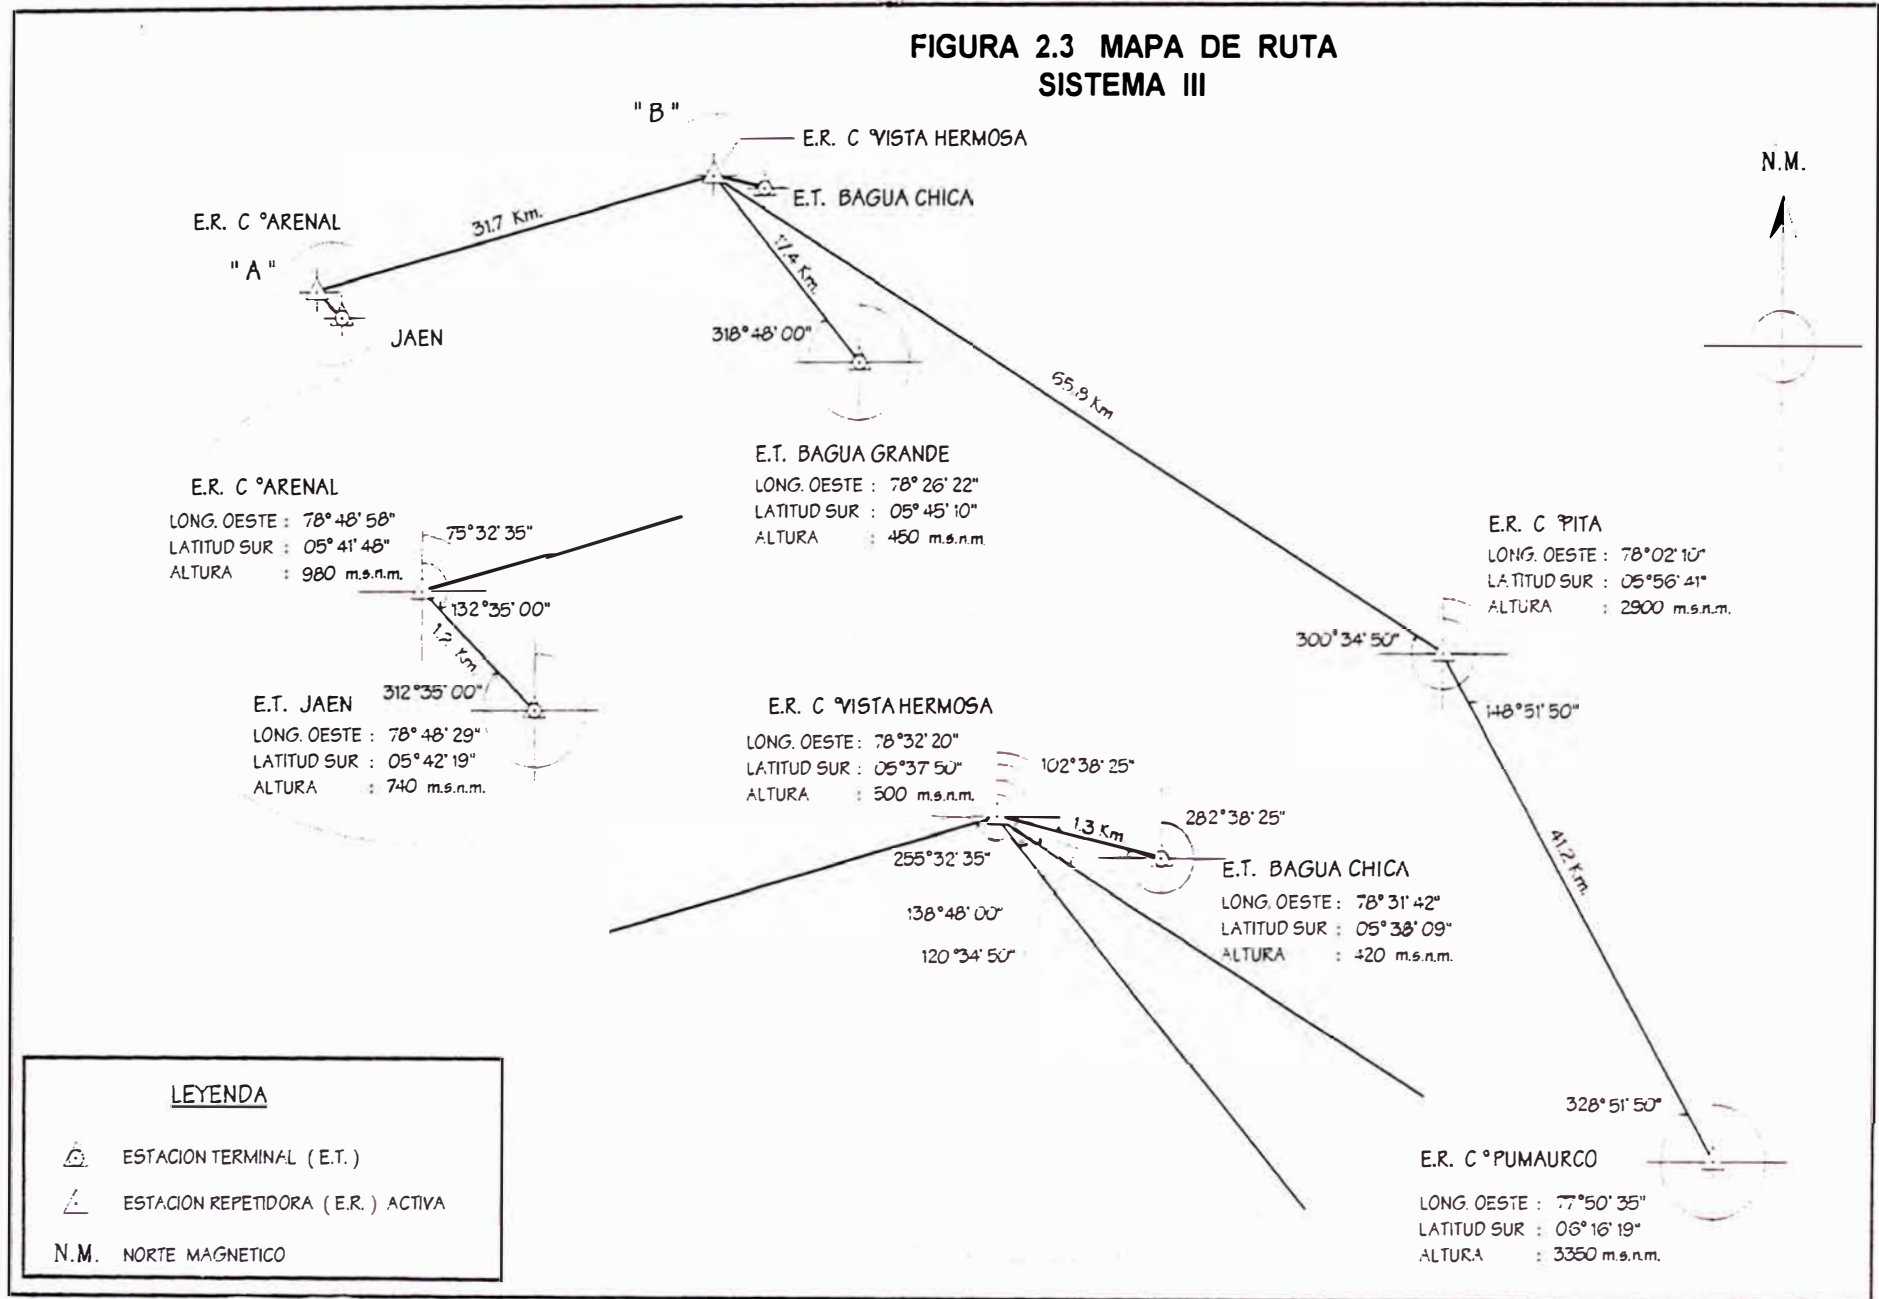 FIGURA 2.3 MAPA DE RUTA
SISTEMA III
"B"
E.R. C° VISTA HERMOSA
N.M.
E.T. BAGUA CHICA
E.R. C° ARENAL
31.7 Km.
"A"
17.4 Km.
JAEN
318°48'00"
65.8 Km
E.T. BAGUA GRANDE
LONG. OESTE : 78°26'22"
LATITUD SUR : 05°45'10"
ALTURA : 450 m.s.n.m.
E.R. C° ARENAL
LONG. OESTE : 78°48'58"
LATITUD SUR : 05°41'48"
ALTURA : 980 m.s.n.m.
75°32'35"
132°35'00"
1.2 Km.
312°35'00"
E.T. JAEN
LONG. OESTE : 78°48'29"
LATITUD SUR : 05°42'19"
ALTURA : 740 m.s.n.m.
E.R. C° PITA
LONG. OESTE : 78°02'10"
LATITUD SUR : 05°56'41"
ALTURA : 2900 m.s.n.m.
300°34'50"
148°51'50"
E.R. C° VISTA HERMOSA
LONG. OESTE : 78°32'20"
LATITUD SUR : 05°37'50"
ALTURA : 500 m.s.n.m.
102°38'25"
1.3 Km
282°38'25"
255°32'35"
138°48'00"
120°34'50"
E.T. BAGUA CHICA
LONG. OESTE : 78°31'42"
LATITUD SUR : 05°38'09"
ALTURA : 420 m.s.n.m.
41.2 Km.
328°51'50"
E.R. C° PUMAURCO
LONG. OESTE : 77°50'35"
LATITUD SUR : 06°16'19"
ALTURA : 3350 m.s.n.m.
LEYENDA
ESTACION TERMINAL ( E.T. )
ESTACION REPETIDORA ( E.R. ) ACTIVA
N.M. NORTE MAGNETICO